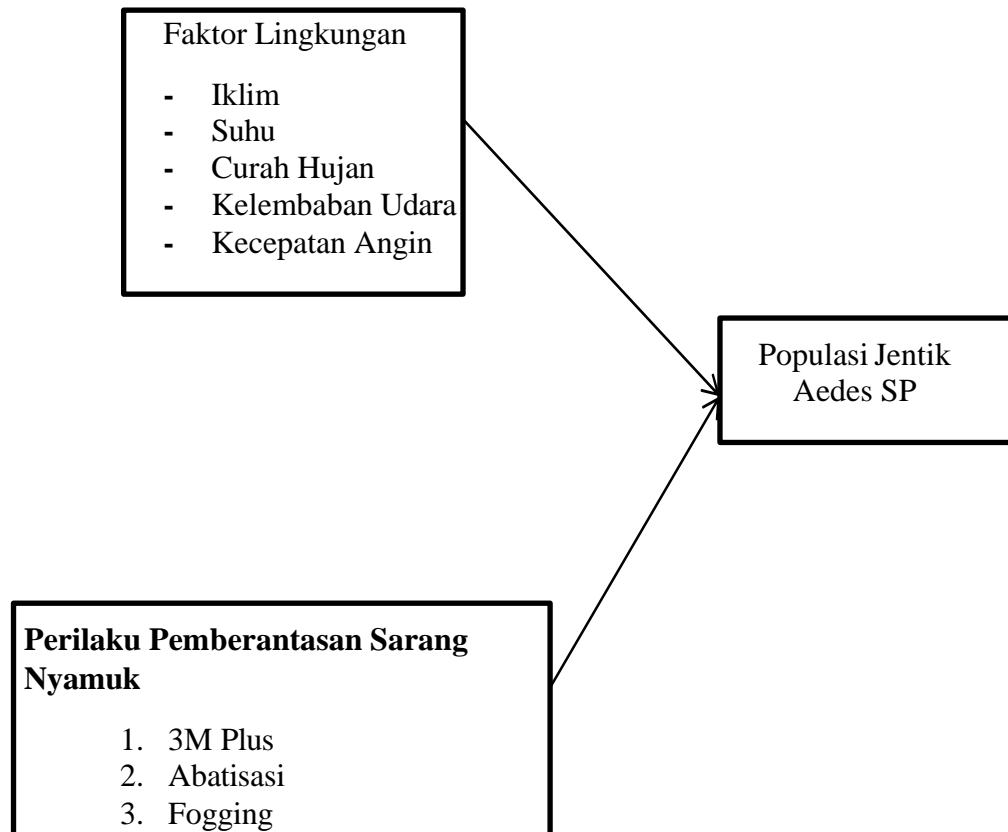 Faktor Lingkungan
- Iklim
- Suhu
- Curah Hujan
- Kelembaban Udara
- Kecepatan Angin
Populasi Jentik
Aedes SP
Perilaku Pemberantasan Sarang
Nyamuk
1. 3M Plus
2. Abatisasi
3. Fogging